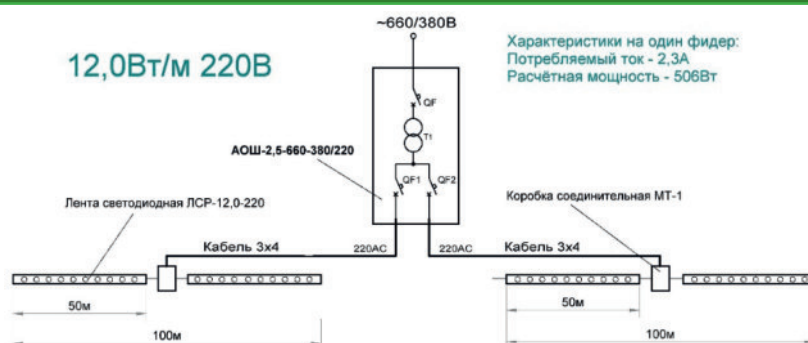 ~660/380В
12,0Вт/м 220В
Характеристики на один фидер:
Потребляемый ток - 2,3А
Расчётная мощность - 506Вт
QF
Т1
АОШ-2,5-660-380/220
QF1
QF2
Лента светодиодная ЛСР-12,0-220
Коробка соединительная МТ-1
Кабель 3х4
220АС
220АС
Кабель 3х4
50м
50м
100м
100м